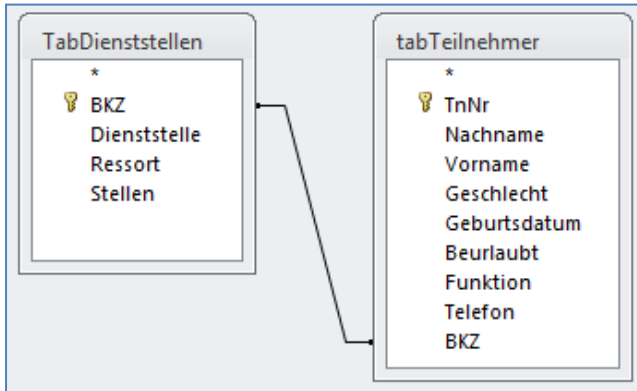 TabDienststellen
*
BKZ
Dienststelle
Ressort
Stellen
tabTeilnehmer
*
TnNr
Nachname
Vorname
Geschlecht
Geburtsdatum
Beurlaubt
Funktion
Telefon
BKZ